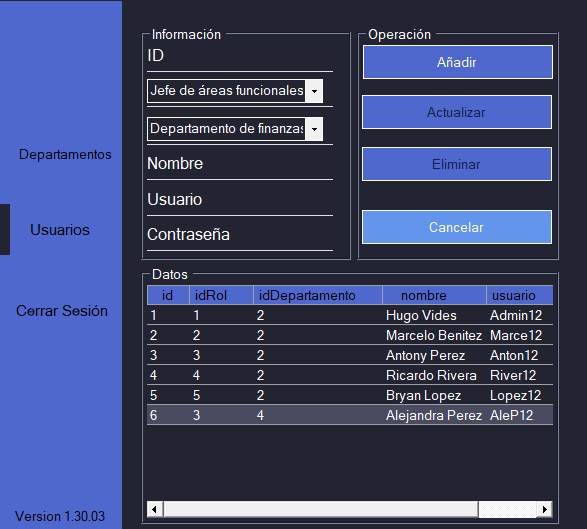 Departamentos
Usuarios
Cerrar Sesión
Version 1.30.03
Información
ID
Jefe de áreas funcionales
Departamento de finanzas
Nombre
Usuario
Contraseña
Operación
Añadir
Actualizar
Eliminar
Cancelar
Datos
id idRol idDepartamento nombre usuario
1 1 2 Hugo Vides Admin12
2 2 2 Marcelo Benitez Marce12
3 3 2 Antony Perez Anton12
4 4 2 Ricardo Rivera River12
5 5 2 Bryan Lopez Lopez12
6 3 4 Alejandra Perez AleP12